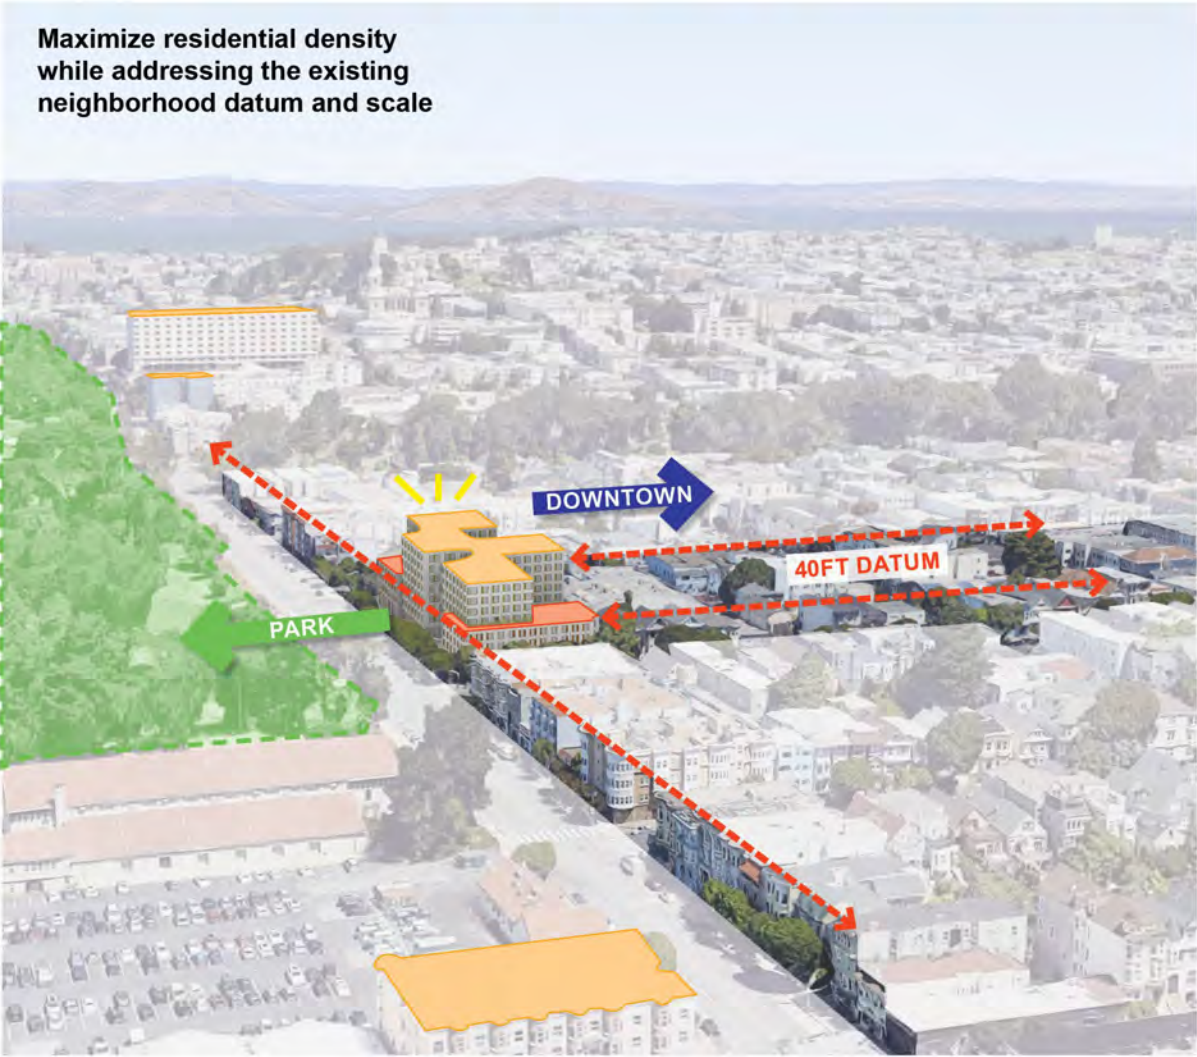 Maximize residential density
while addressing the existing
neighborhood datum and scale
DOWNTOWN
40FT DATUM
PARK